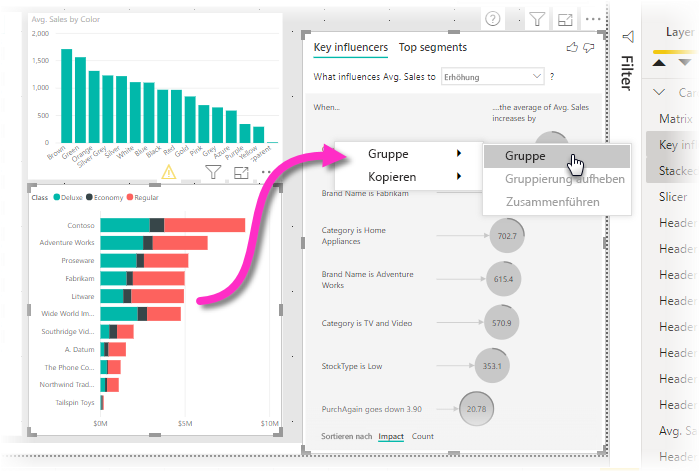 Avg. Sales by Color
2,000
1,500
1,000
500
0
Brown
Green
Orange
Silver Grey
Silver
White
Blue
Black
Red
Gold
Pink
Grey
Azure
Purple
Yellow
Class Deluxe Economy Regular
Contoso
Adventure Works
Proseware
Fabrikam
Litware
Wide World Im...
Southridge Vid...
A. Datum
The Phone Co...
Northwind Trad...
Tailspin Toys
$0M $5M $10M
Key influencers Top segments
What influences Avg. Sales to Erhöhung ?
When...
....the average of Avg. Sales
increases by
Gruppe
Kopieren
Gruppe
Gruppierung aufheben
Zusammenführen
Brand Name is Fabrikam
Category is Home
Appliances
702.7
Brand Name is Adventure
Works
615.4
Category is TV and Video
570.9
StockType is Low
353.1
PurchAgain goes down 3.90
20.78
Sortieren nach Impact Count
Filter
Layer
Ca
Matrix
Key inf
Stacked
Slicer
Header
Header
Header
Header
Header
Header
Header
Header
Avg. Sa
Header